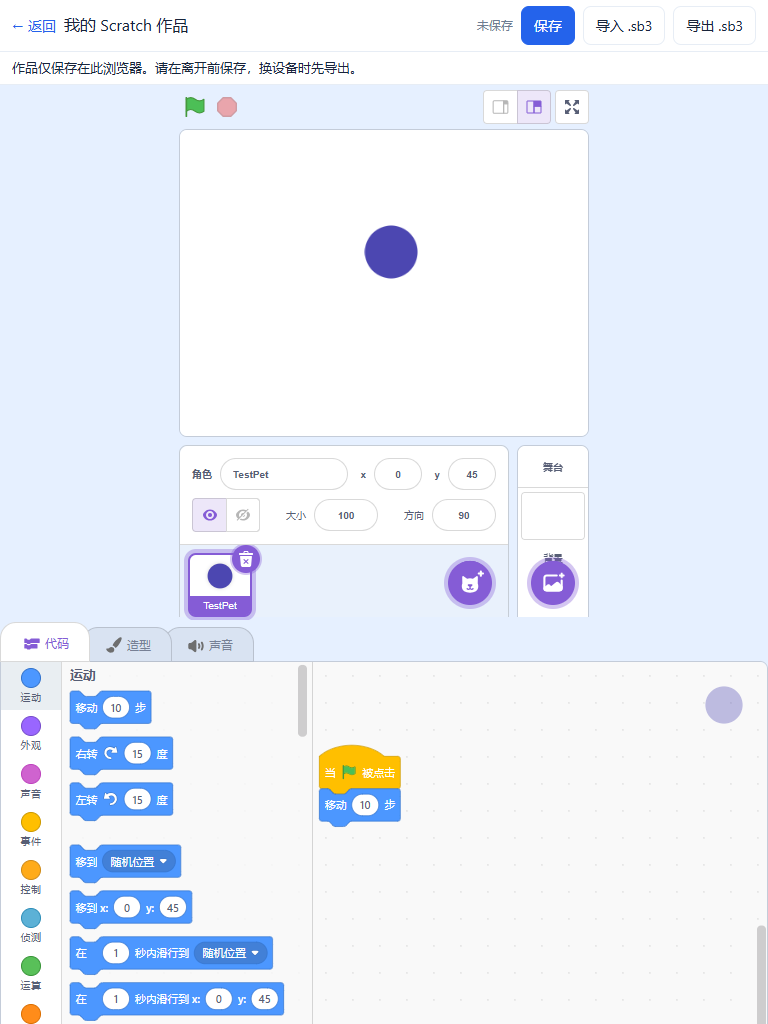 ← 返回 我的 Scratch 作品 未保存 保存 导入 .sb3 导出 .sb3
作品仅保存在此浏览器。请在离开前保存，换设备时先导出。
角色 TestPet x 0 y 45
大小 100 方向 90
舞台
背景
TestPet
代码 造型 声音
运动
外观
声音
事件
控制
侦测
运算
运动
移动 10 步
右转 15 度
左转 15 度
移到 随机位置
移到 x: 0 y: 45
在 1 秒内滑行到 随机位置
在 1 秒内滑行到 x: 0 y: 45
当 被点击
移动 10 步